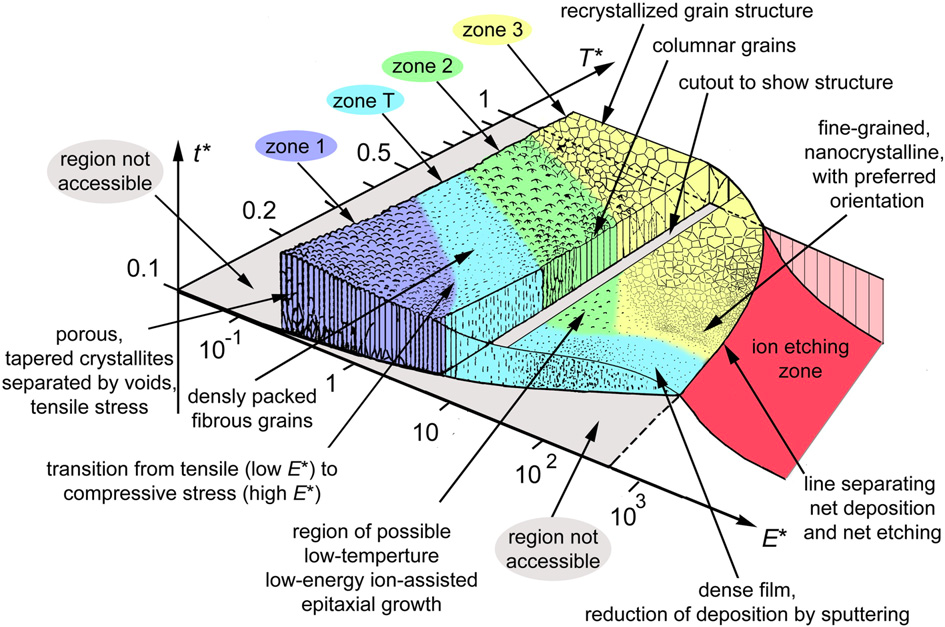 recrystallized grain structure
columnar grains
cutout to show structure
zone 3
T*
zone 2
zone T
zone 1
1
0.5
0.2
0.1
t*
region not
accessible
fine-grained,
nanocrystalline,
with preferred
orientation
porous,
tapered crystallites
separated by voids,
tensile stress
10-1
1
10
102
103
E*
densly packed
fibrous grains
ion etching
zone
transition from tensile (low E*) to
compressive stress (high E*)
region of possible
low-temperture
low-energy ion-assisted
epitaxial growth
region not
accessible
line separating
net deposition
and net etching
dense film,
reduction of deposition by sputtering